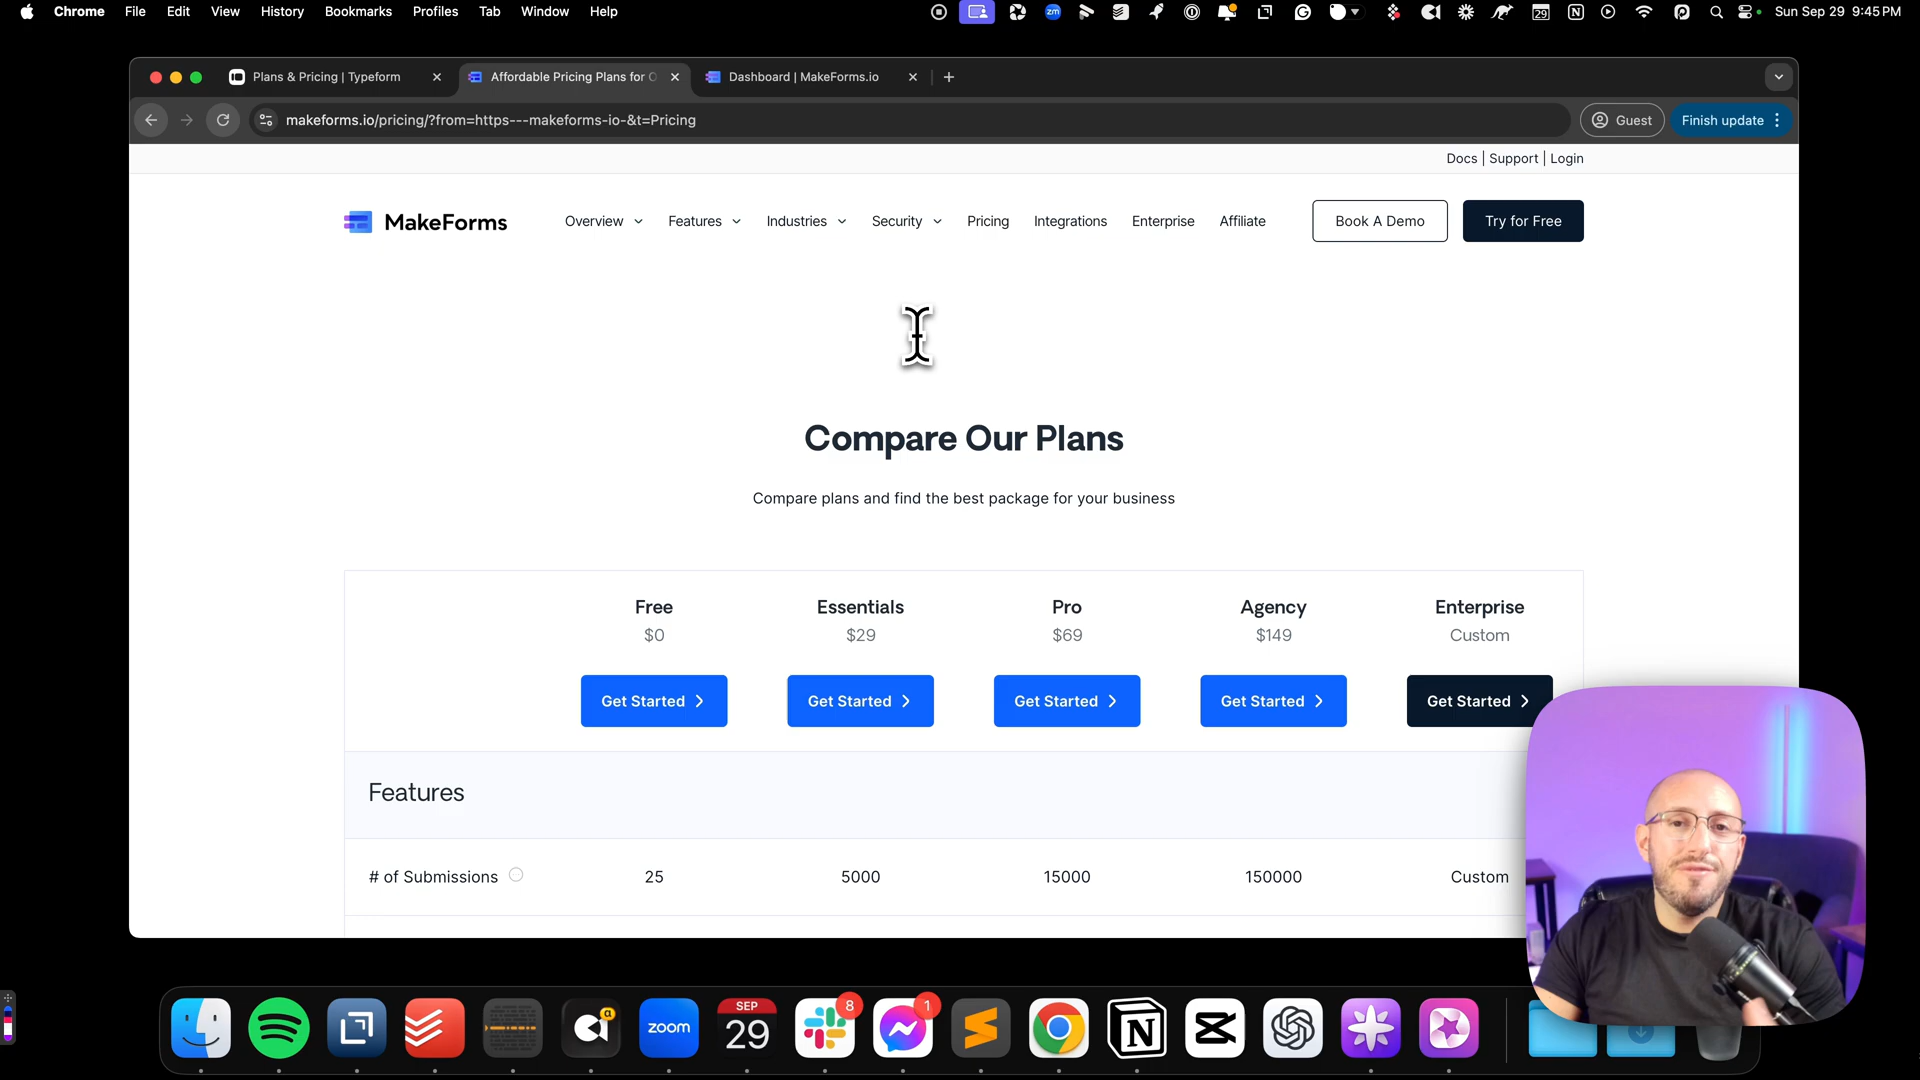 Chrome File Edit View History Bookmarks Profiles Tab Window Help
zm
29
Sun Sep 29 9:45 PM
Plans & Pricing | Typeform
Affordable Pricing Plans for O
Dashboard | MakeForms.io
makeforms.io/pricing/?from=https---makeforms-io-&t=Pricing
Guest
Finish update
Docs | Support | Login
MakeForms
Overview Features Industries Security Pricing Integrations Enterprise Affiliate
Book A Demo
Try for Free
Compare Our Plans
Compare plans and find the best package for your business
Free Essentials Pro Agency Enterprise
$0 $29 $69 $149 Custom
Get Started Get Started Get Started Get Started Get Started
Features
# of Submissions 25 5000 15000 150000 Custom
zoom
SEP
29
8
1